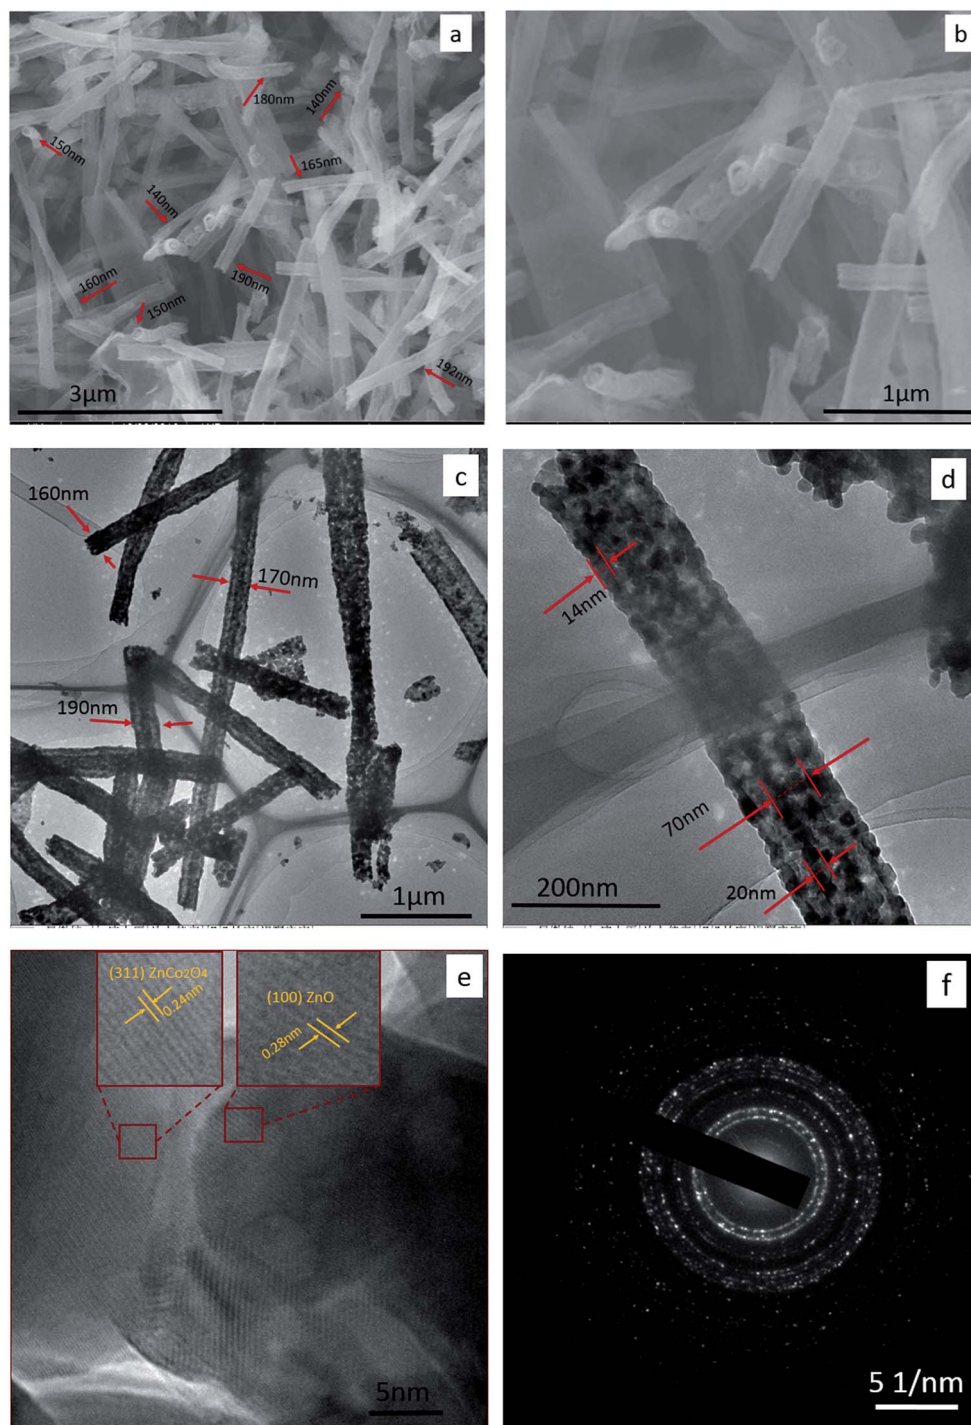 a
180nm
140nm
150nm
165nm
140nm
190nm
160nm
150nm
192nm
3μm
b
1μm
c
160nm
170nm
190nm
1μm
d
14nm
70nm
20nm
200nm
e
(311) ZnCo2O4
0.24nm
(100) ZnO
0.28nm
5nm
f
5 1/nm